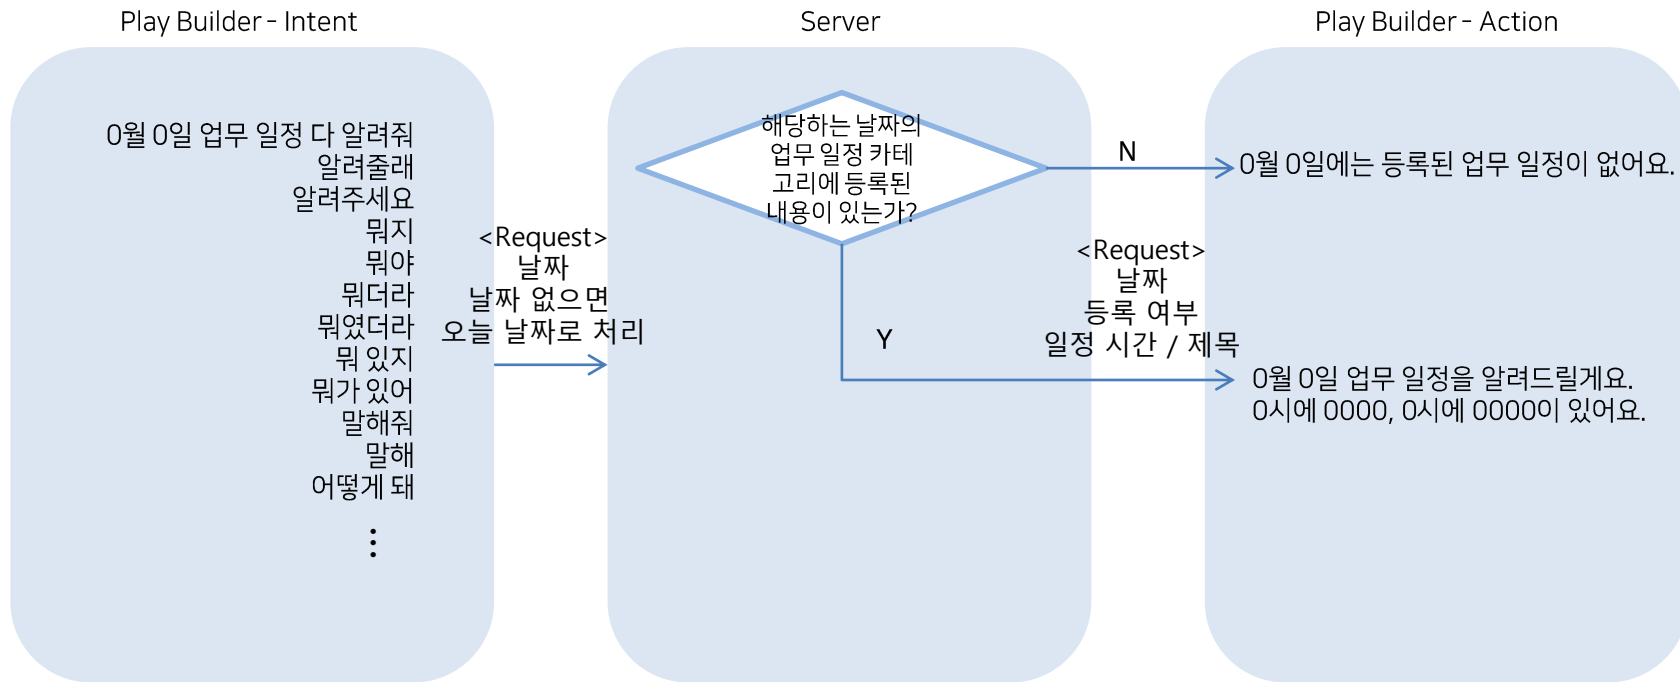 Play Builder - Intent
0월 0일 업무 일정 다 알려줘
알려줄래
알려주세요
뭐지
뭐야
뭐더라
뭐였더라
뭐 있지
뭐가 있어
말해줘
말해
어떻게 돼
⋮
<Request>
날짜
날짜 없으면
오늘 날짜로 처리
Server
해당하는 날짜의
업무 일정 카테
고리에 등록된
내용이 있는가?
N
Y
<Request>
날짜
등록 여부
일정 시간 / 제목
Play Builder - Action
0월 0일에는 등록된 업무 일정이 없어요.
0월 0일 업무 일정을 알려드릴게요.
0시에 0000, 0시에 0000이 있어요.